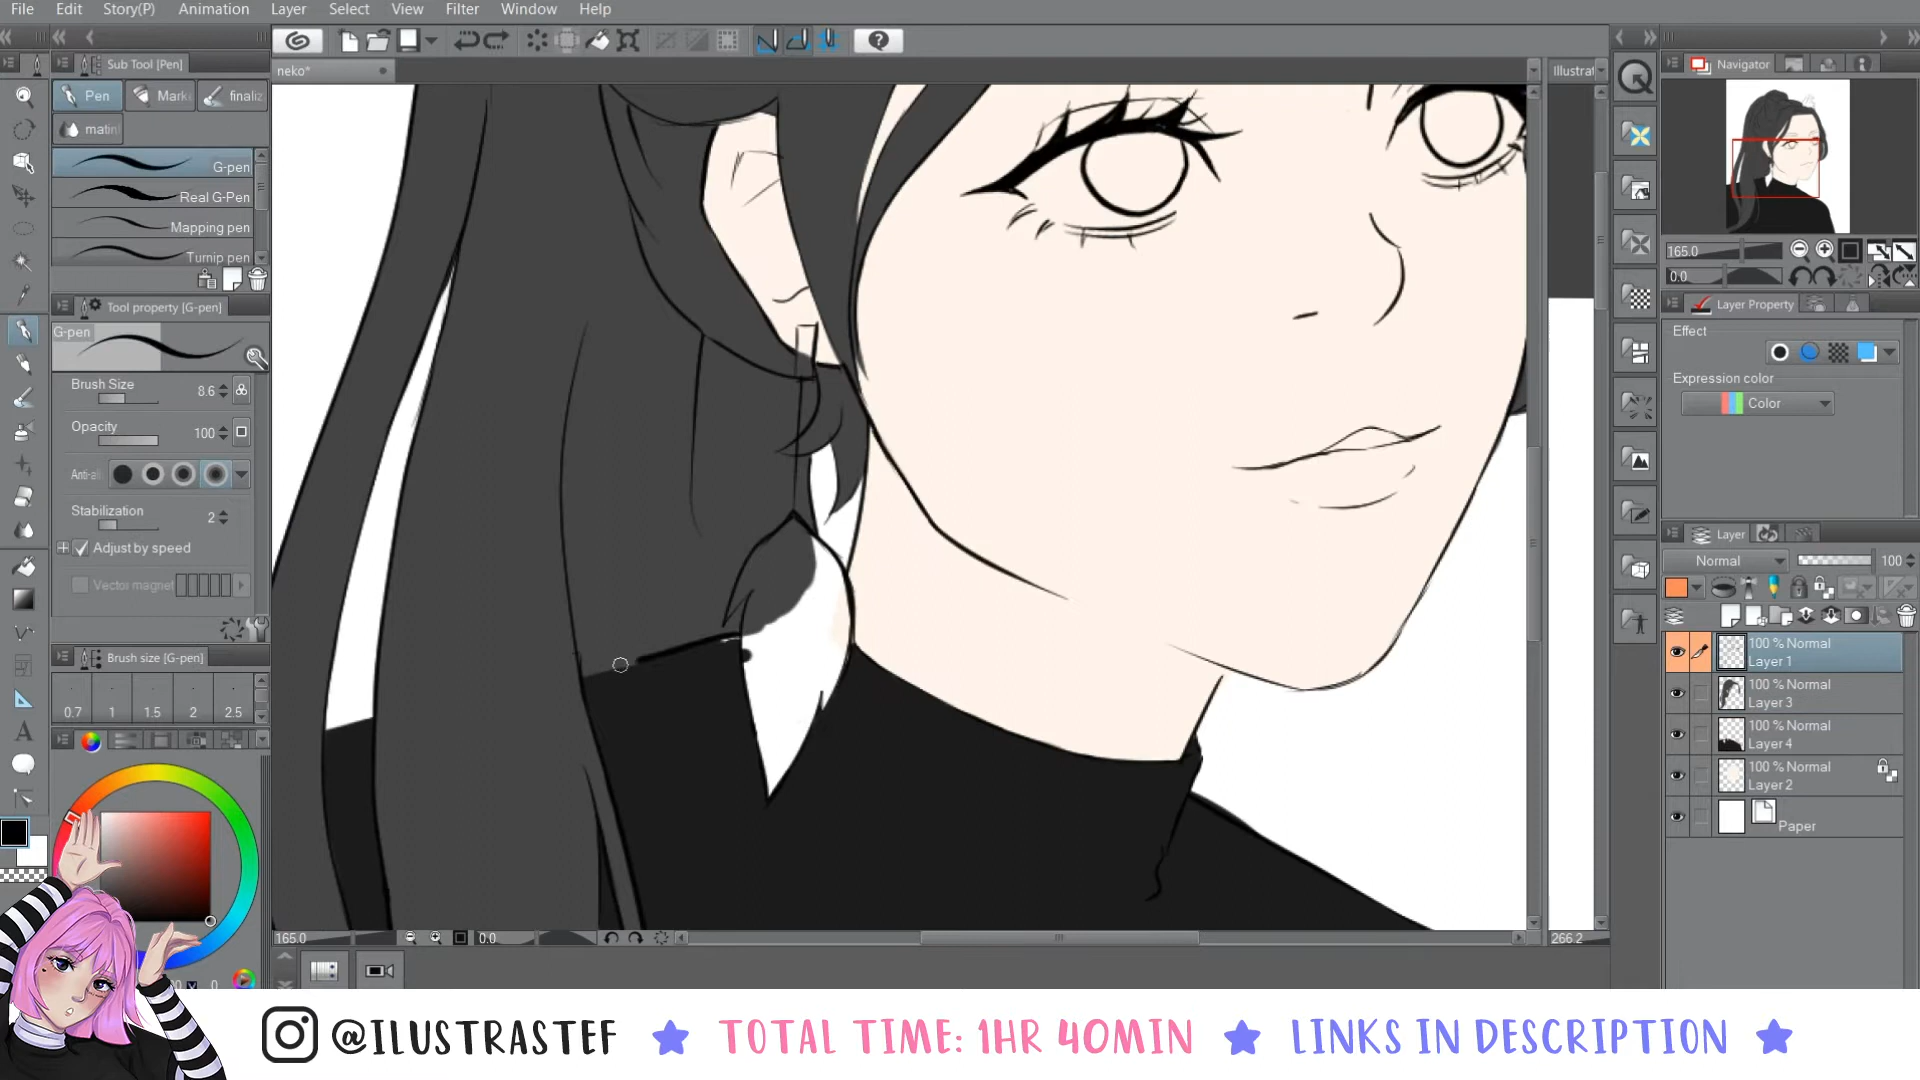 File Edit Story(P) Animation Layer Select View Filter Window Help
Sub Tool [Pen]
neko*
Illustrat
Navigator
Pen
Mark
finaliz
matin
G-pen
Real G-Pen
Mapping pen
Turnip pen
165.0
0.0
Tool property [G-pen]
Layer Property
G-pen
Effect
Brush Size
8.6
Expression color
Color
Opacity
100
Anti-al
Stabilization
2
Adjust by speed
Vector magnet
Layer
Normal
100
Brush size [G-pen]
0.7 1 1.5 2 2.5
100 % Normal
Layer 1
100 % Normal
Layer 3
100 % Normal
Layer 4
100 % Normal
Layer 2
Paper
165.0
0.0
266.2
V 0
@ILUSTRASTEF TOTAL TIME: 1HR 40MIN LINKS IN DESCRIPTION